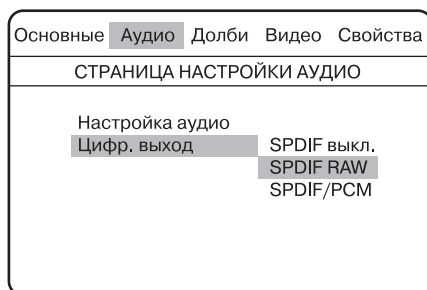 Основные Аудио Долби Видео Свойства
СТРАНИЦА НАСТРОЙКИ АУДИО
Настройка аудио
Цифр. выход SPDIF выкл.
SPDIF RAW
SPDIF/PCM